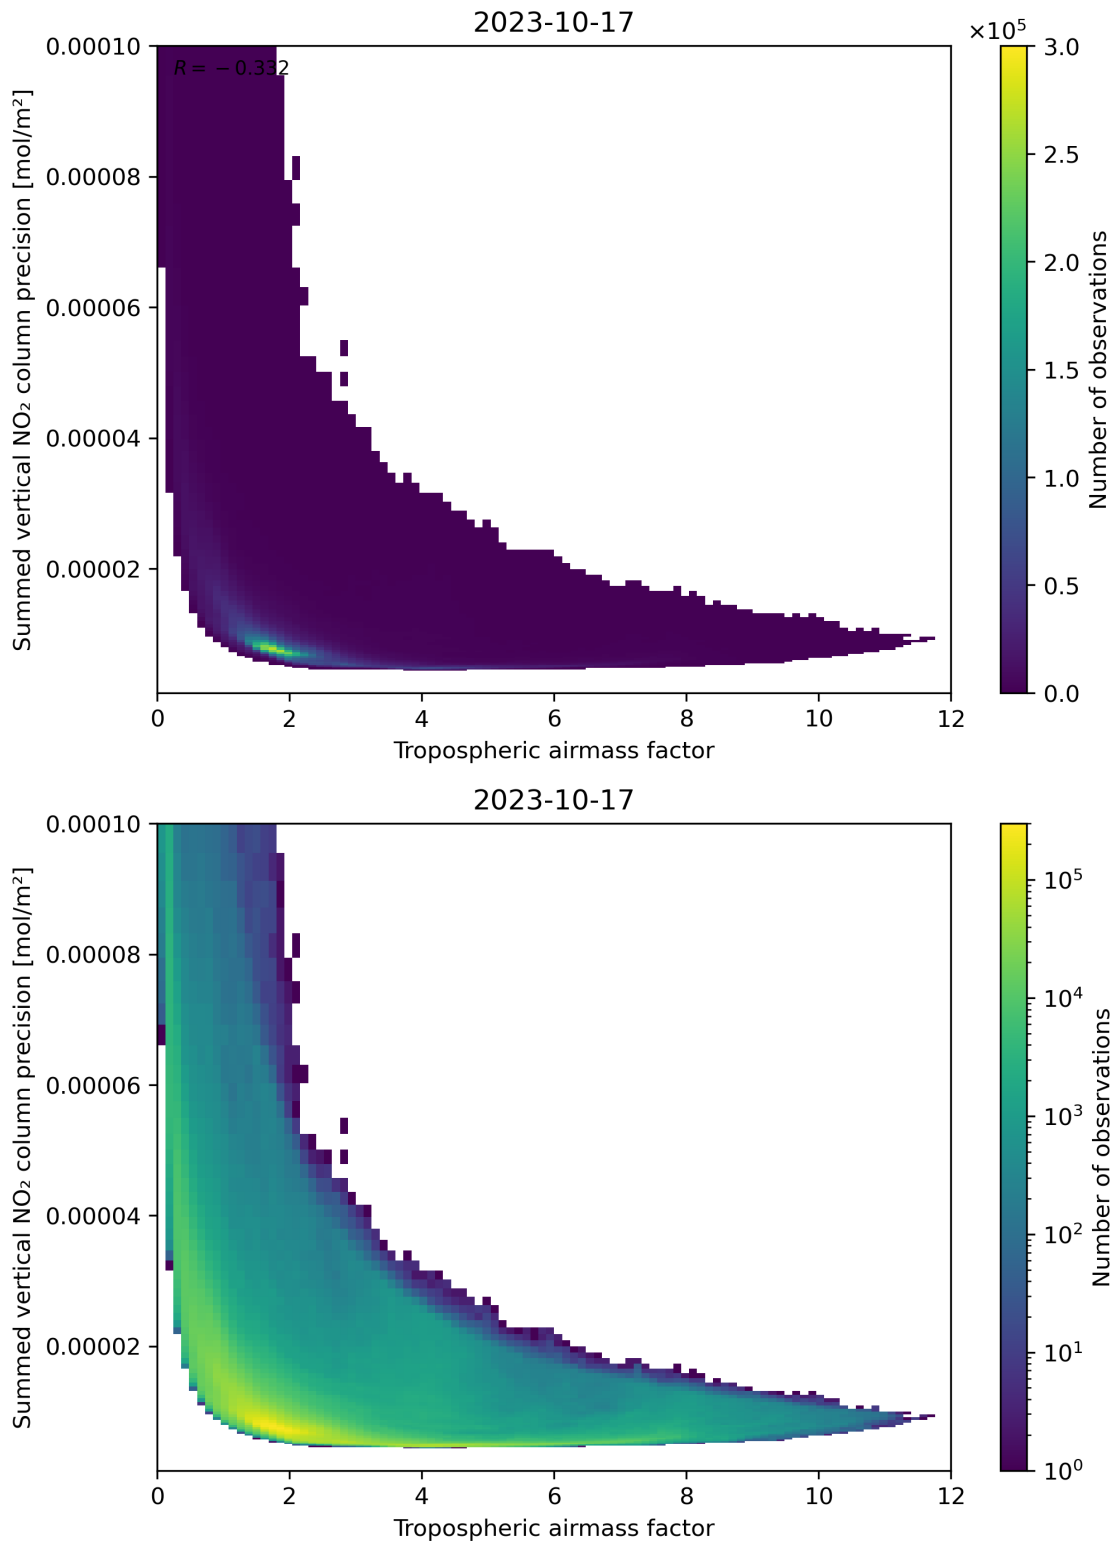 2023-10-17
×10⁵
R = −0.332
Summed vertical NO₂ column precision [mol/m²]
0.00010
0.00008
0.00006
0.00004
0.00002
0 2 4 6 8 10 12
Tropospheric airmass factor
3.0
2.5
2.0
1.5
1.0
0.5
0.0
Number of observations
2023-10-17
Summed vertical NO₂ column precision [mol/m²]
0.00010
0.00008
0.00006
0.00004
0.00002
0 2 4 6 8 10 12
Tropospheric airmass factor
10⁵
10⁴
10³
10²
10¹
10⁰
Number of observations